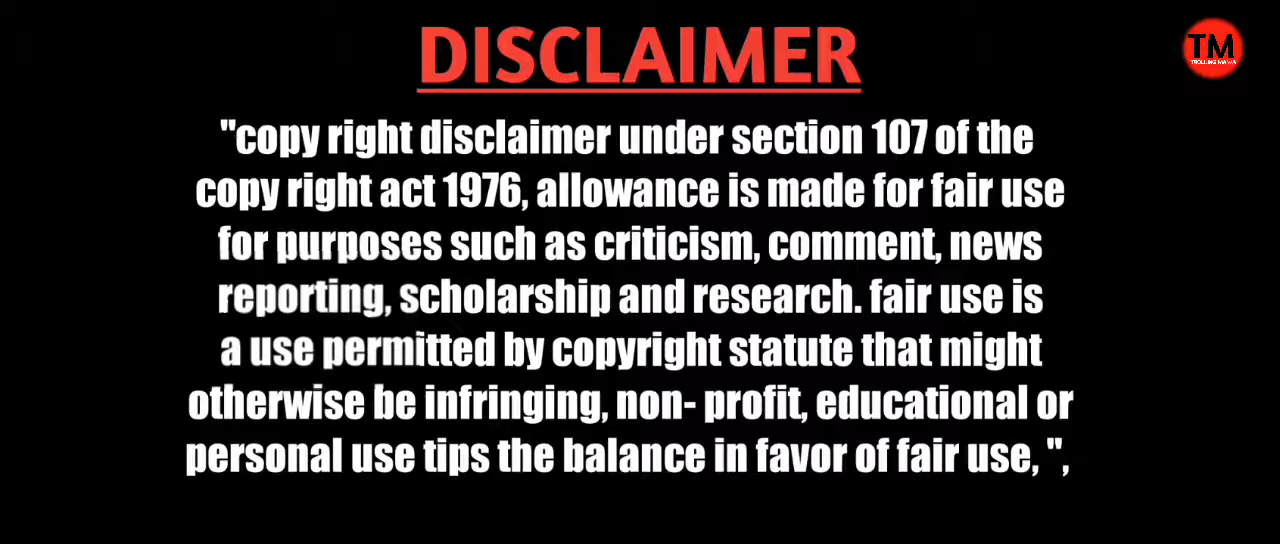 DISCLAIMER
TM
TROLLING MAWA
"copy right disclaimer under section 107 of the
copy right act 1976, allowance is made for fair use
for purposes such as criticism, comment, news
reporting, scholarship and research. fair use is
a use permitted by copyright statute that might
otherwise be infringing, non- profit, educational or
personal use tips the balance in favor of fair use, ",